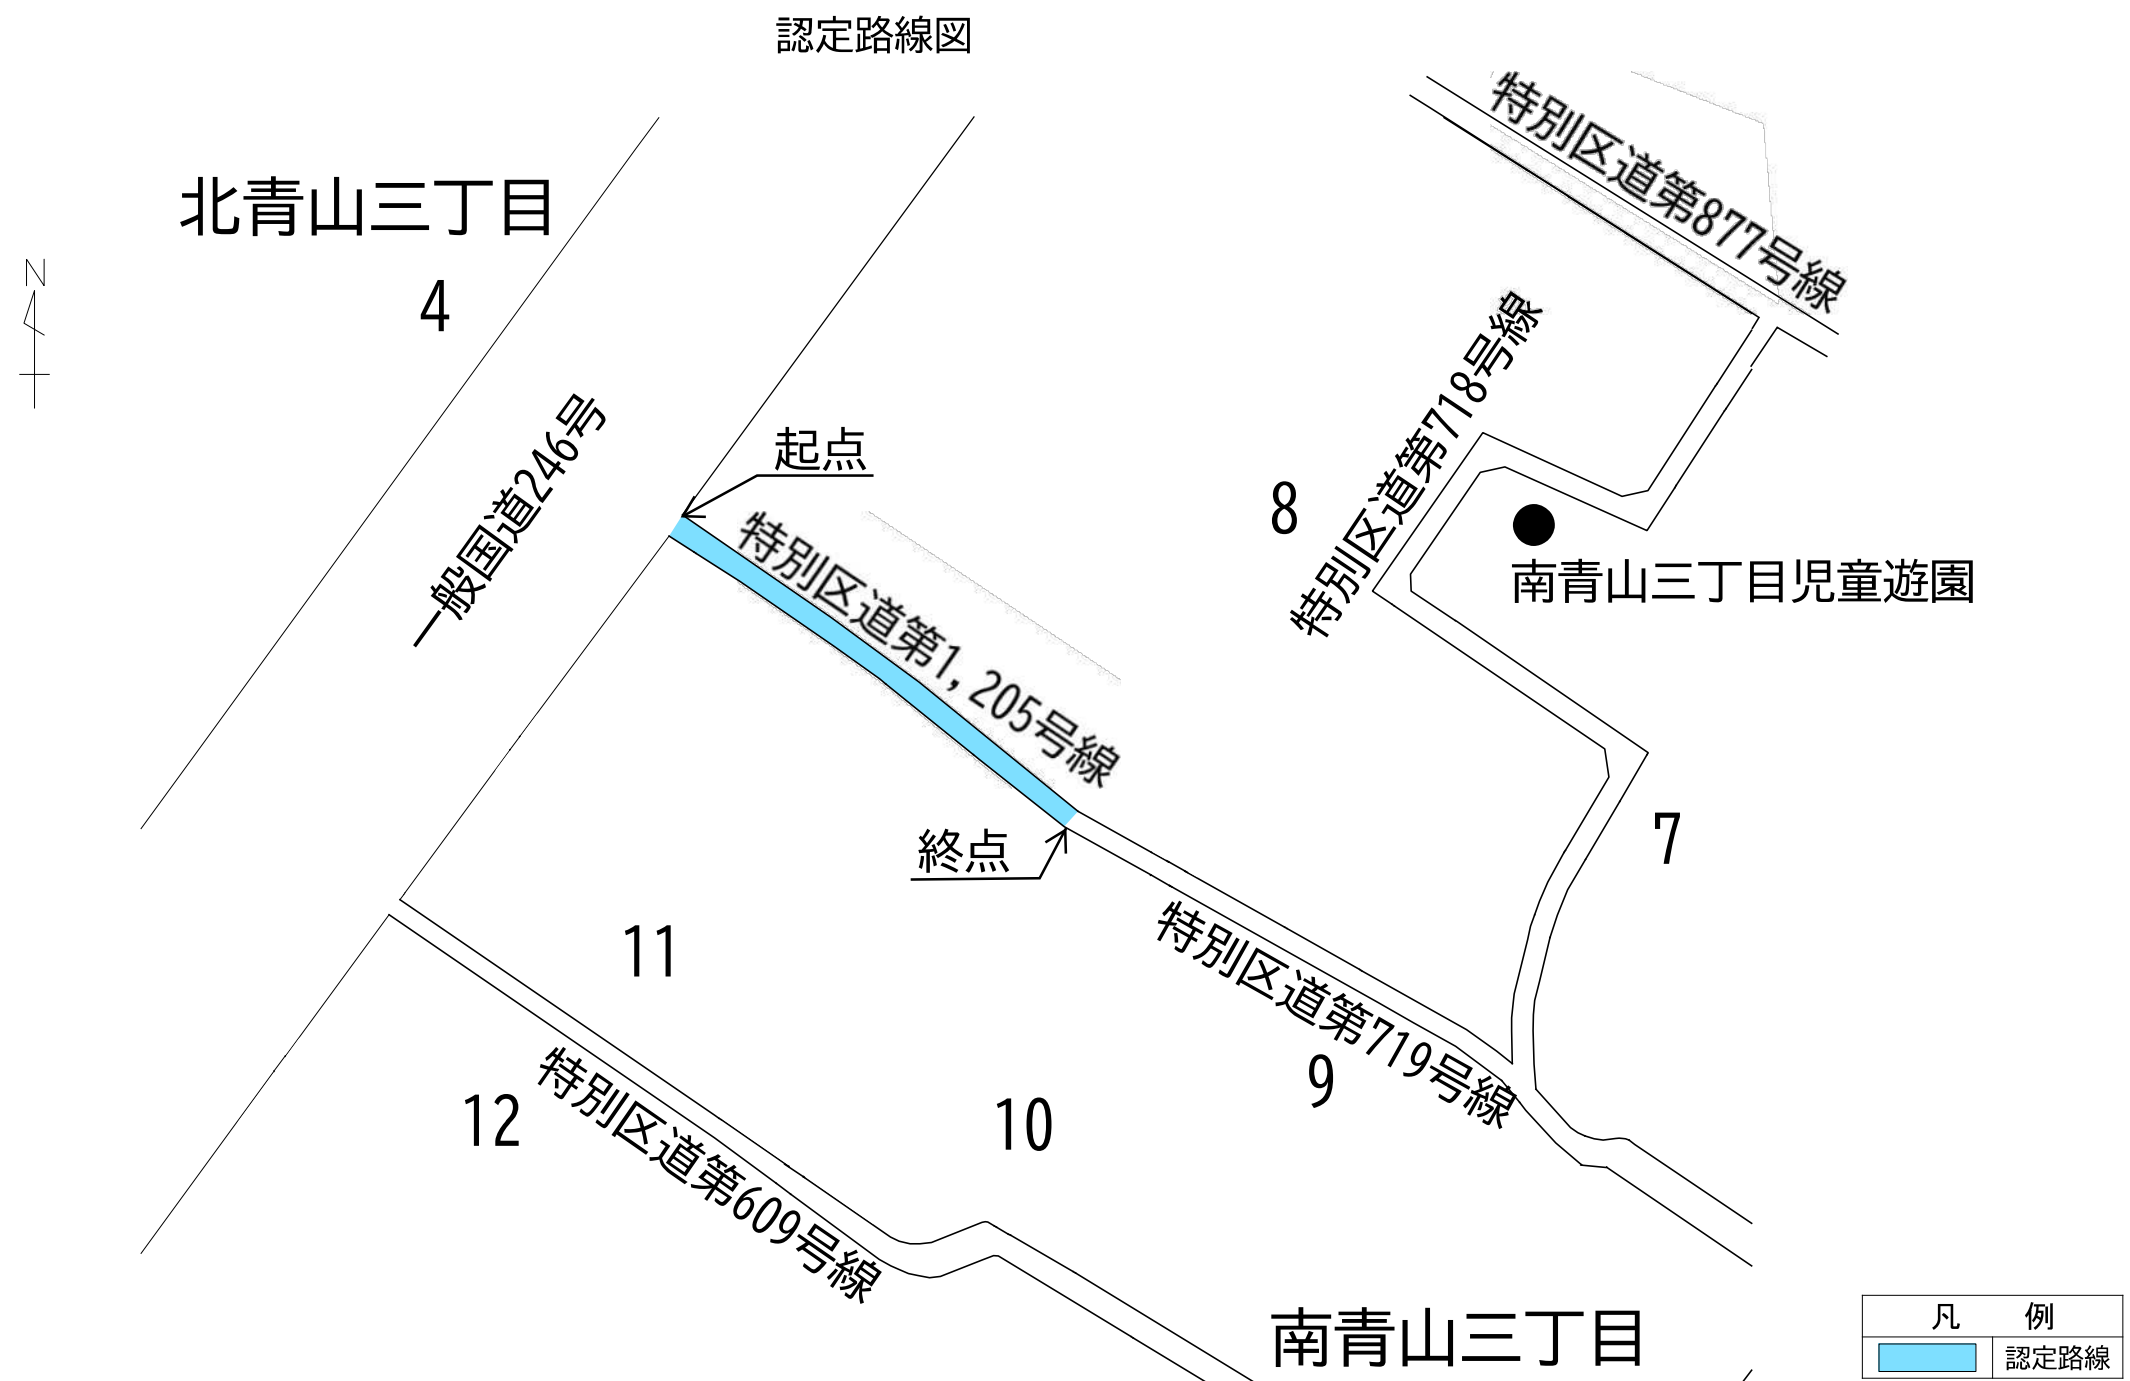 認定路線図
特別区道第877号線
北青山三丁目
N
4
特別区道第718号線
一般国道246号
起点
8
特別区道第1,205号線
南青山三丁目児童遊園
7
終点
11
特別区道第719号線
9
特別区道第609号線
12
10
南青山三丁目
凡 例
認定路線